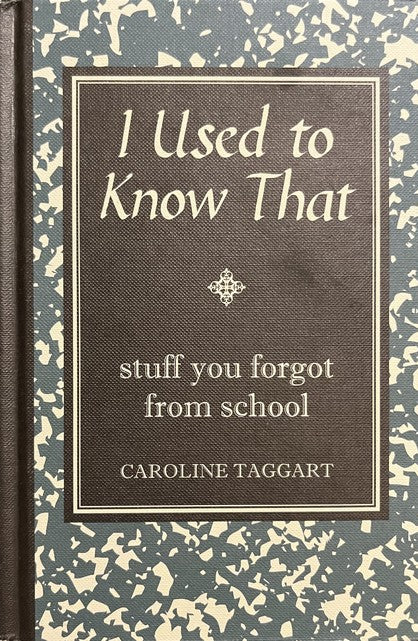 I Used to
Know That
stuff you forgot
from school
CAROLINE TAGGART